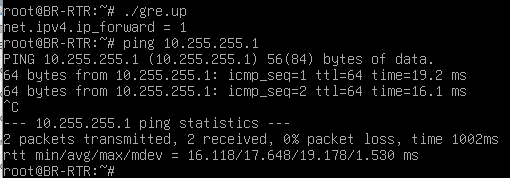 root@BR-RTR:~# ./gre.up
net.ipv4.ip_forward = 1
root@BR-RTR:~# ping 10.255.255.1
PING 10.255.255.1 (10.255.255.1) 56(84) bytes of data.
64 bytes from 10.255.255.1: icmp_seq=1 ttl=64 time=19.2 ms
64 bytes from 10.255.255.1: icmp_seq=2 ttl=64 time=16.1 ms
^C
--- 10.255.255.1 ping statistics ---
2 packets transmitted, 2 received, 0% packet loss, time 1002ms
rtt min/avg/max/mdev = 16.118/17.648/19.178/1.530 ms
root@BR-RTR:~#